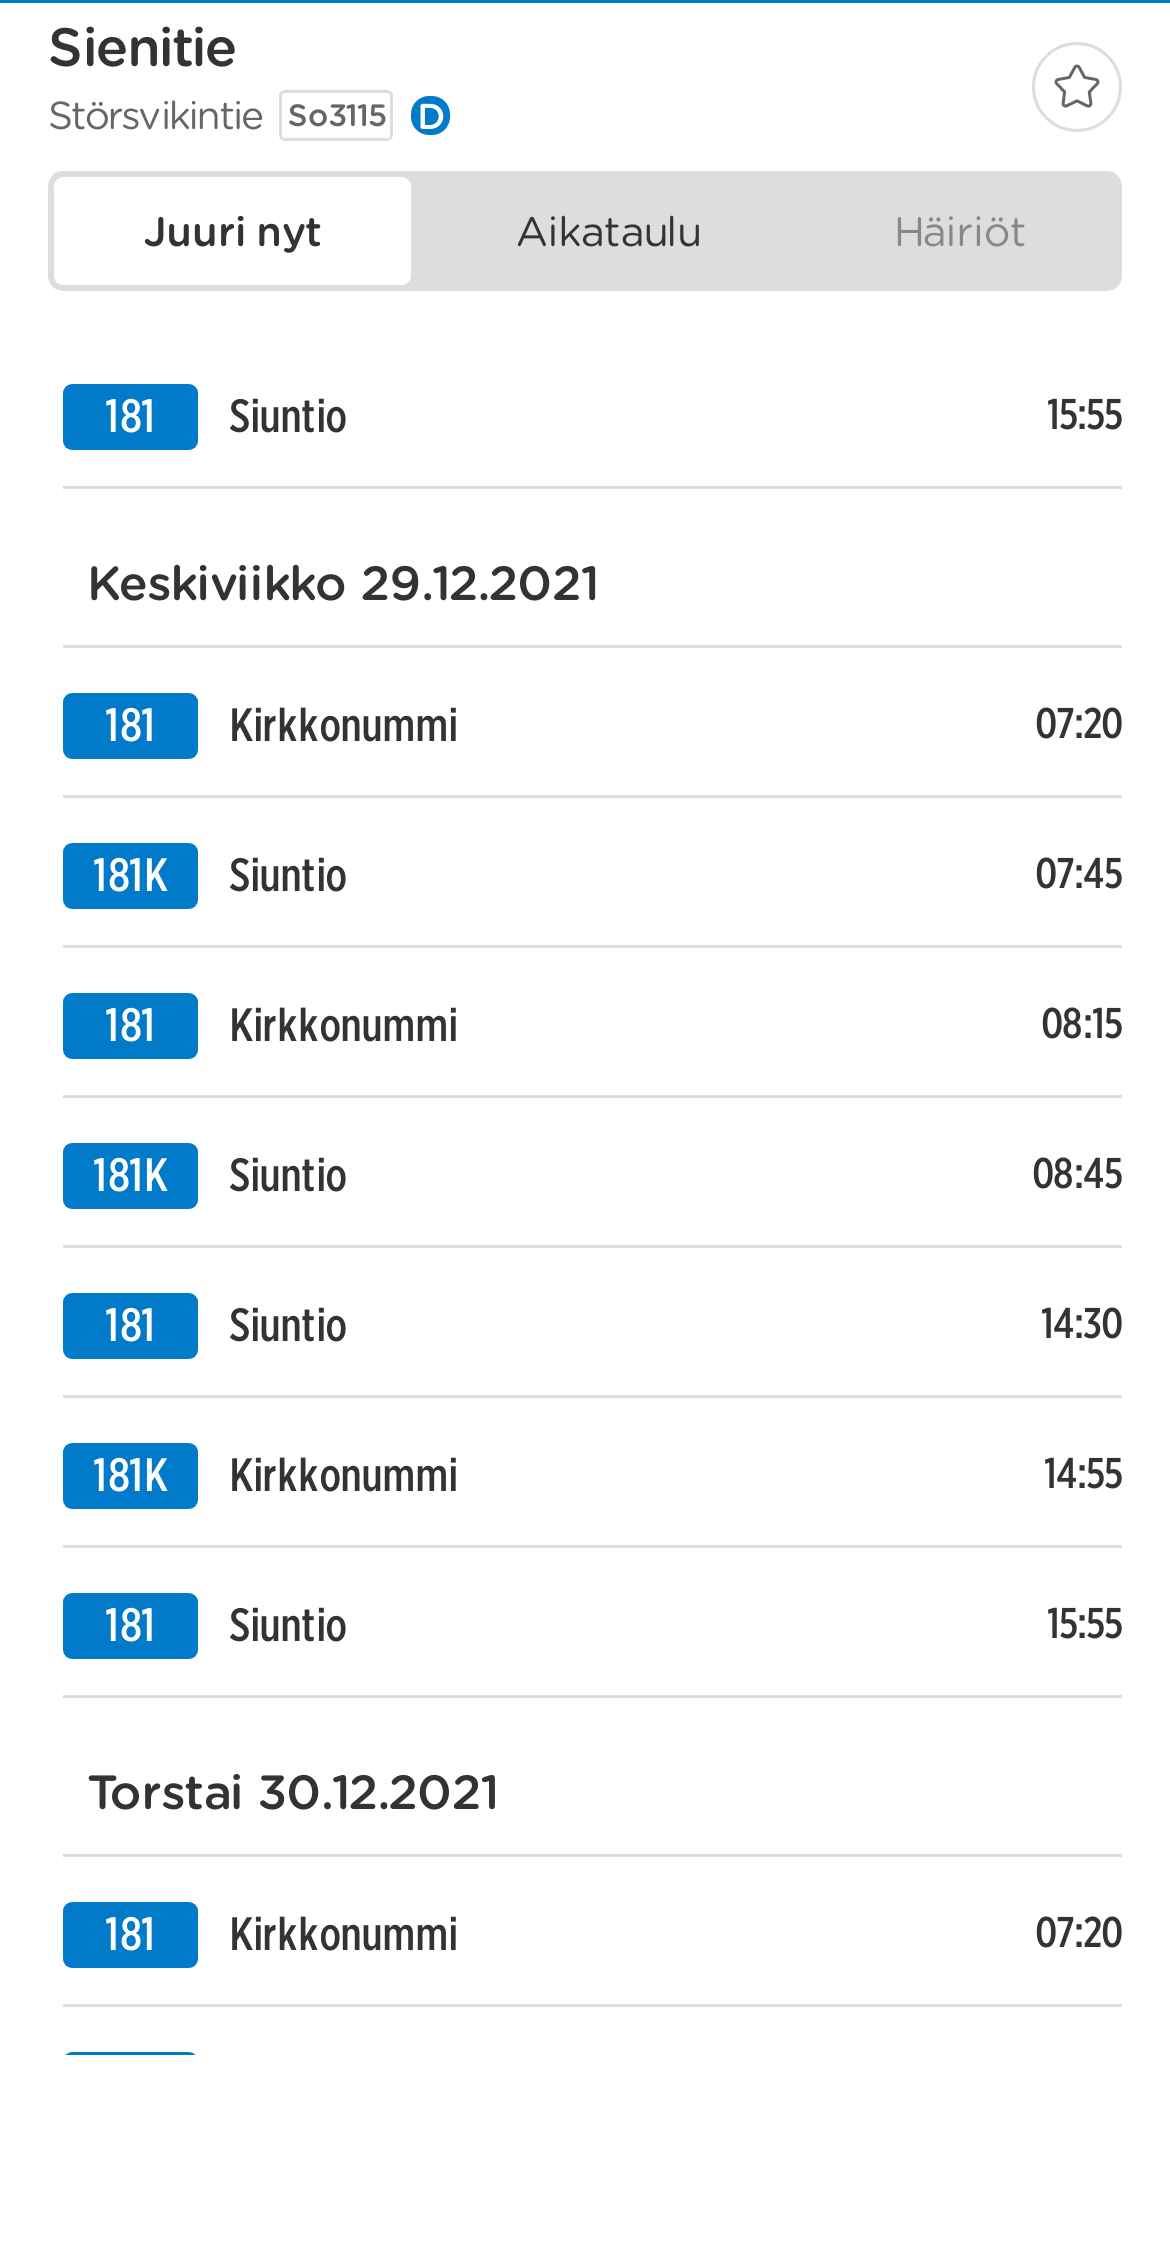 Sienitie
Störsvikintie So3115 D
Juuri nyt Aikataulu Häiriöt
181 Siuntio 15:55
Keskiviikko 29.12.2021
181 Kirkkonummi 07:20
181K Siuntio 07:45
181 Kirkkonummi 08:15
181K Siuntio 08:45
181 Siuntio 14:30
181K Kirkkonummi 14:55
181 Siuntio 15:55
Torstai 30.12.2021
181 Kirkkonummi 07:20